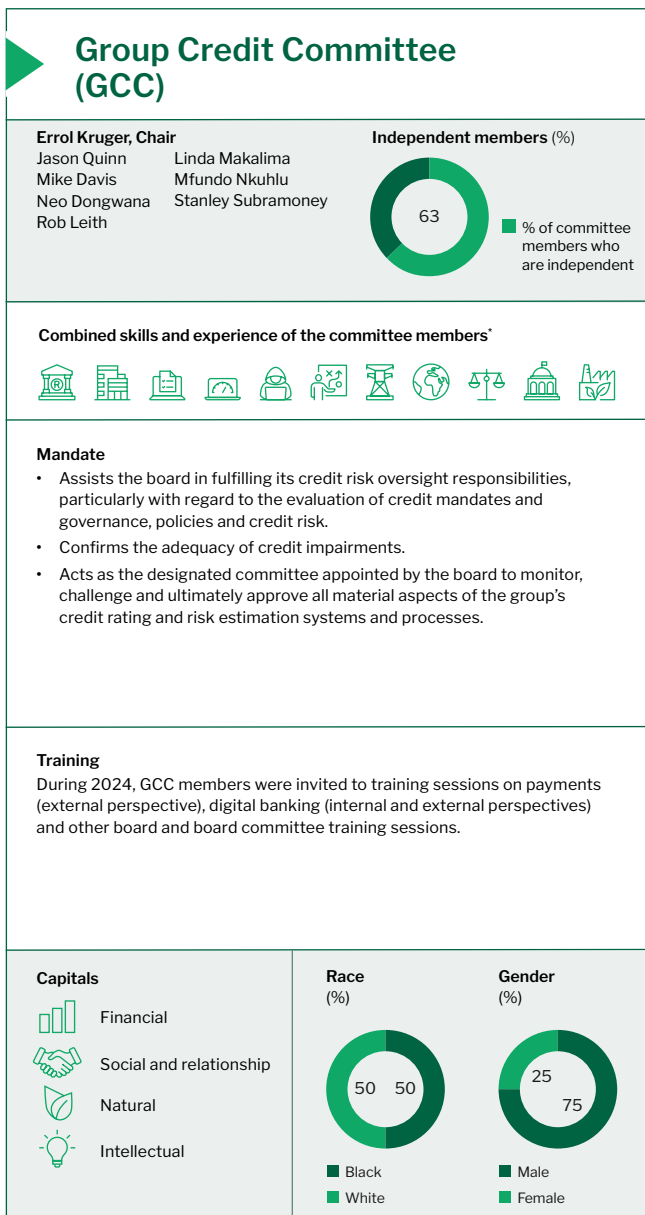 Group Credit Committee
(GCC)
Errol Kruger, Chair
Jason Quinn
Mike Davis
Neo Dongwana
Rob Leith
Linda Makalima
Mfundo Nkuhlu
Stanley Subramoney
Independent members (%)
63
% of committee
members who
are independent
Combined skills and experience of the committee members*
R
Mandate
• Assists the board in fulfilling its credit risk oversight responsibilities,
particularly with regard to the evaluation of credit mandates and
governance, policies and credit risk.
• Confirms the adequacy of credit impairments.
• Acts as the designated committee appointed by the board to monitor,
challenge and ultimately approve all material aspects of the group’s
credit rating and risk estimation systems and processes.
Training
During 2024, GCC members were invited to training sessions on payments
(external perspective), digital banking (internal and external perspectives)
and other board and board committee training sessions.
Capitals
Financial
Social and relationship
Natural
Intellectual
Race
(%)
50 50
Black
White
Gender
(%)
25
75
Male
Female